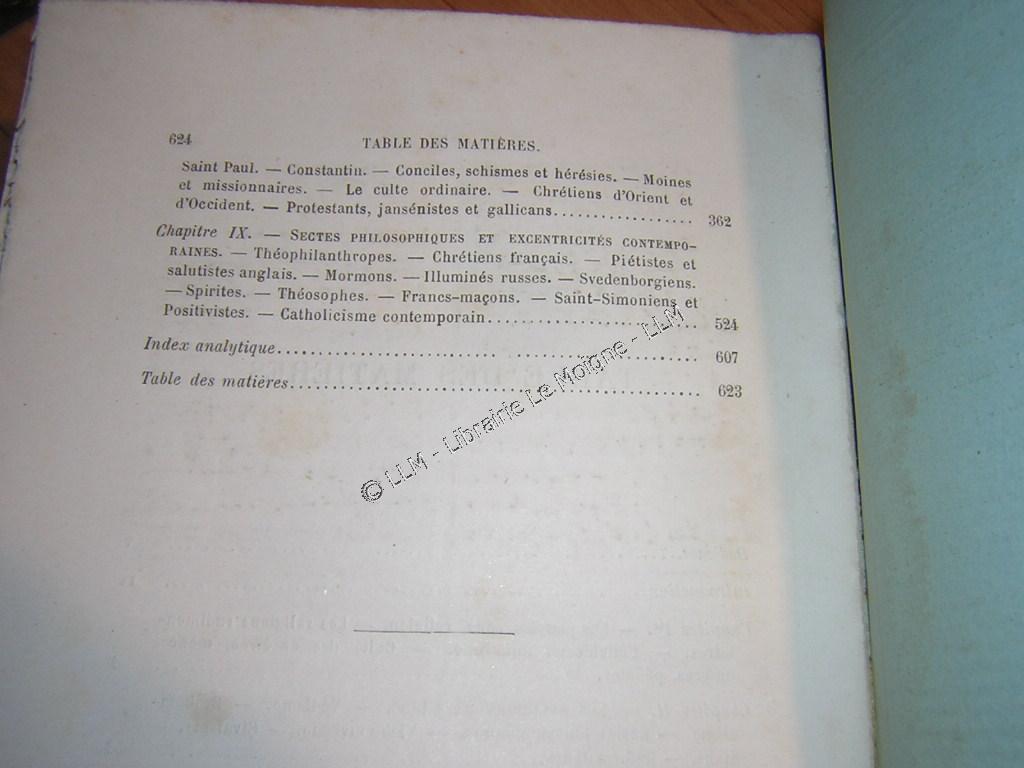 624 TABLE DES MATIÈRES.
Saint Paul. — Constantin. — Conciles, schismes et hérésies. — Moines
et missionnaires. — Le culte ordinaire. — Chrétiens d'Orient et
d'Occident. — Protestants, jansénistes et gallicans.................. 362
Chapitre IX. — SECTES PHILOSOPHIQUES ET EXCENTRICITÉS CONTEMPO-
RAINES. — Théophilanthropes. — Chrétiens français. — Piétistes et
salutistes anglais. — Mormons. — Illuminés russes. — Svedenborgiens.
— Spirites. — Théosophes. — Francs-maçons. — Saint-Simoniens et
Positivistes. — Catholicisme contemporain........................... 524
Index analytique.................................................... 607
Table des matières.................................................. 623
© LLM - Librairie Le Moigne - LLM